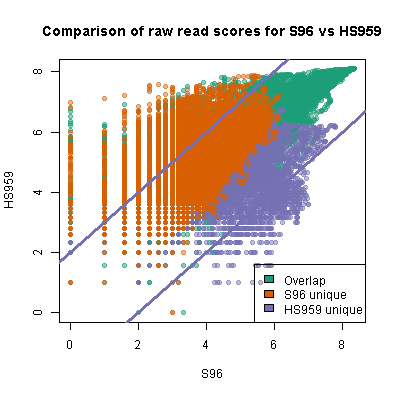 Comparison of raw read scores for S96 vs HS959
8
6
4
2
0
HS959
0
2
4
6
8
S96
Overlap
S96 unique
HS959 unique